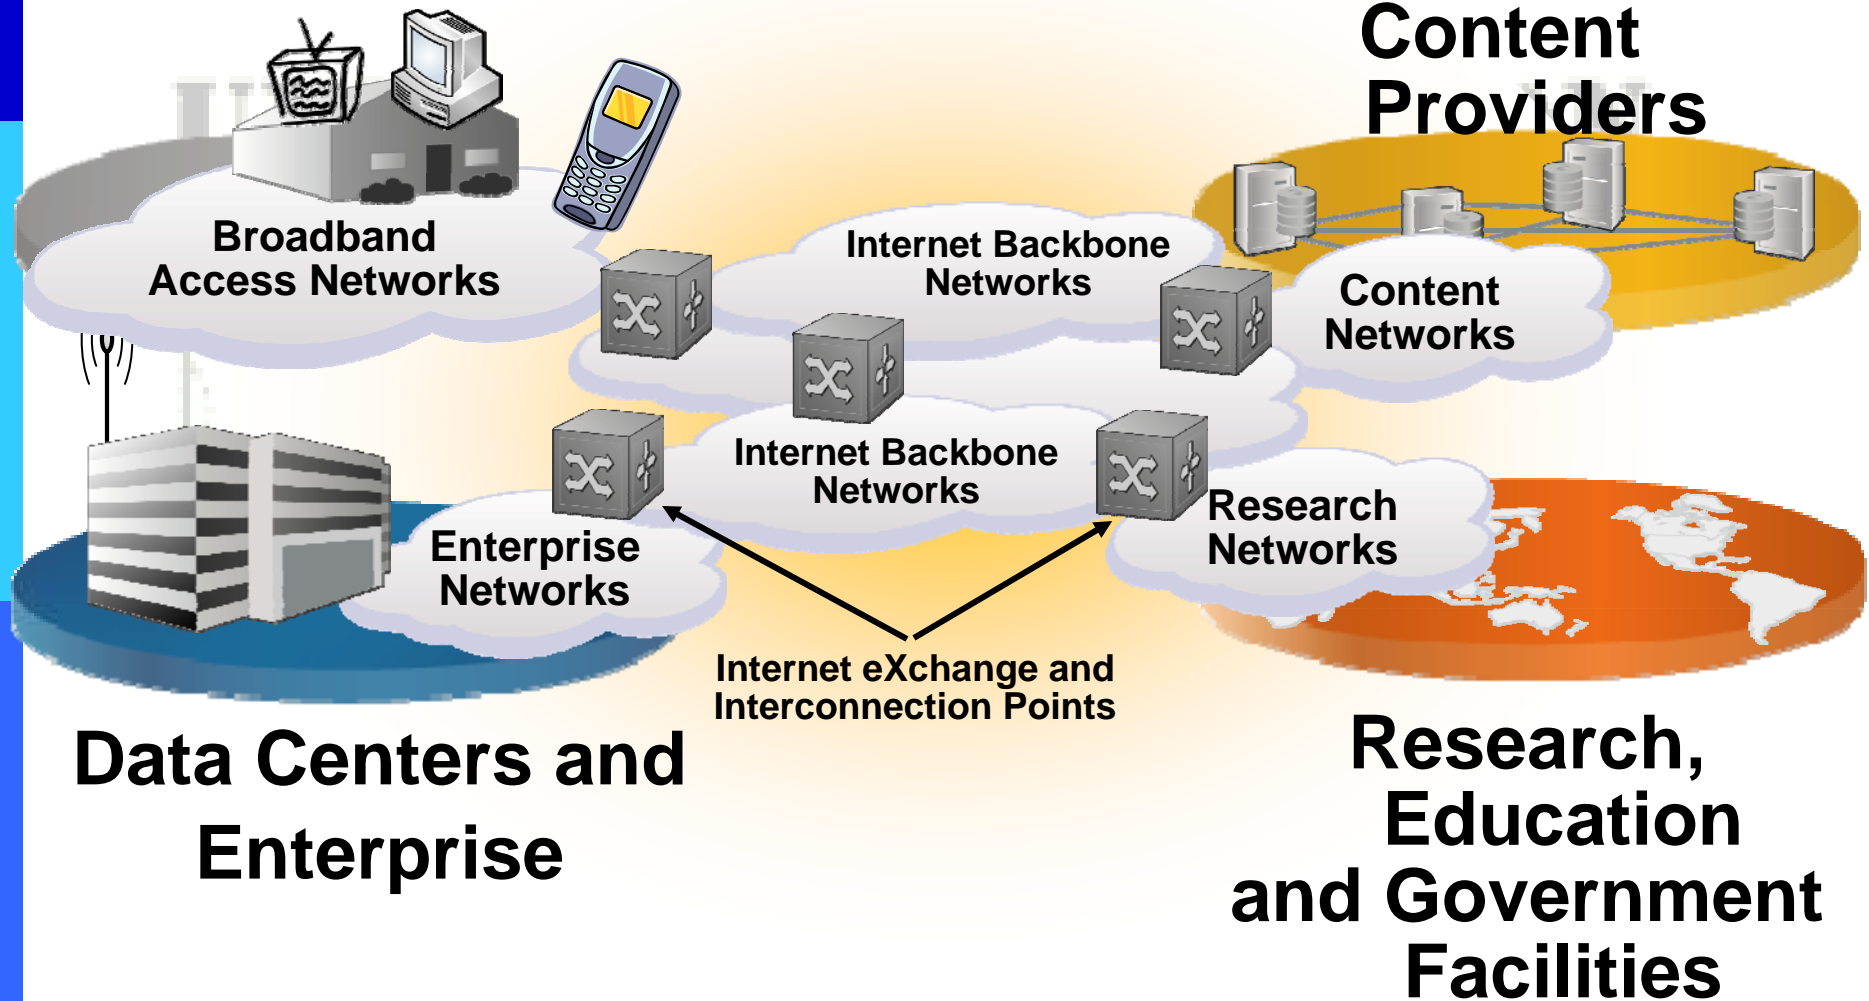 Content
Providers
Broadband
Access Networks
Internet Backbone
Networks
Content
Networks
Internet Backbone
Networks
Research
Networks
Enterprise
Networks
Internet eXchange and
Interconnection Points
Data Centers and
Enterprise
Research,
Education
and Government
Facilities